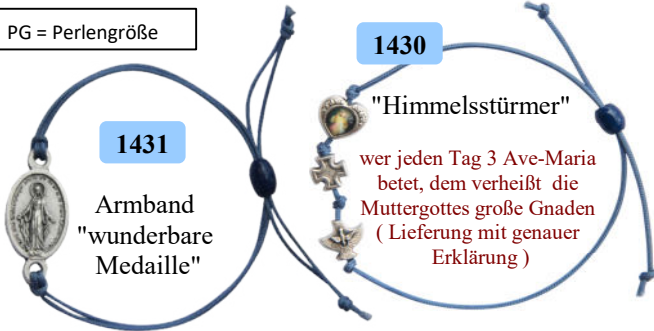 PG = Perlengröße
1430
"Himmelsstürmer"
wer jeden Tag 3 Ave-Maria
betet, dem verheißt  die
Muttergottes große Gnaden
( Lieferung mit genauer
Erklärung )
1431
Armband
"wunderbare
Medaille"